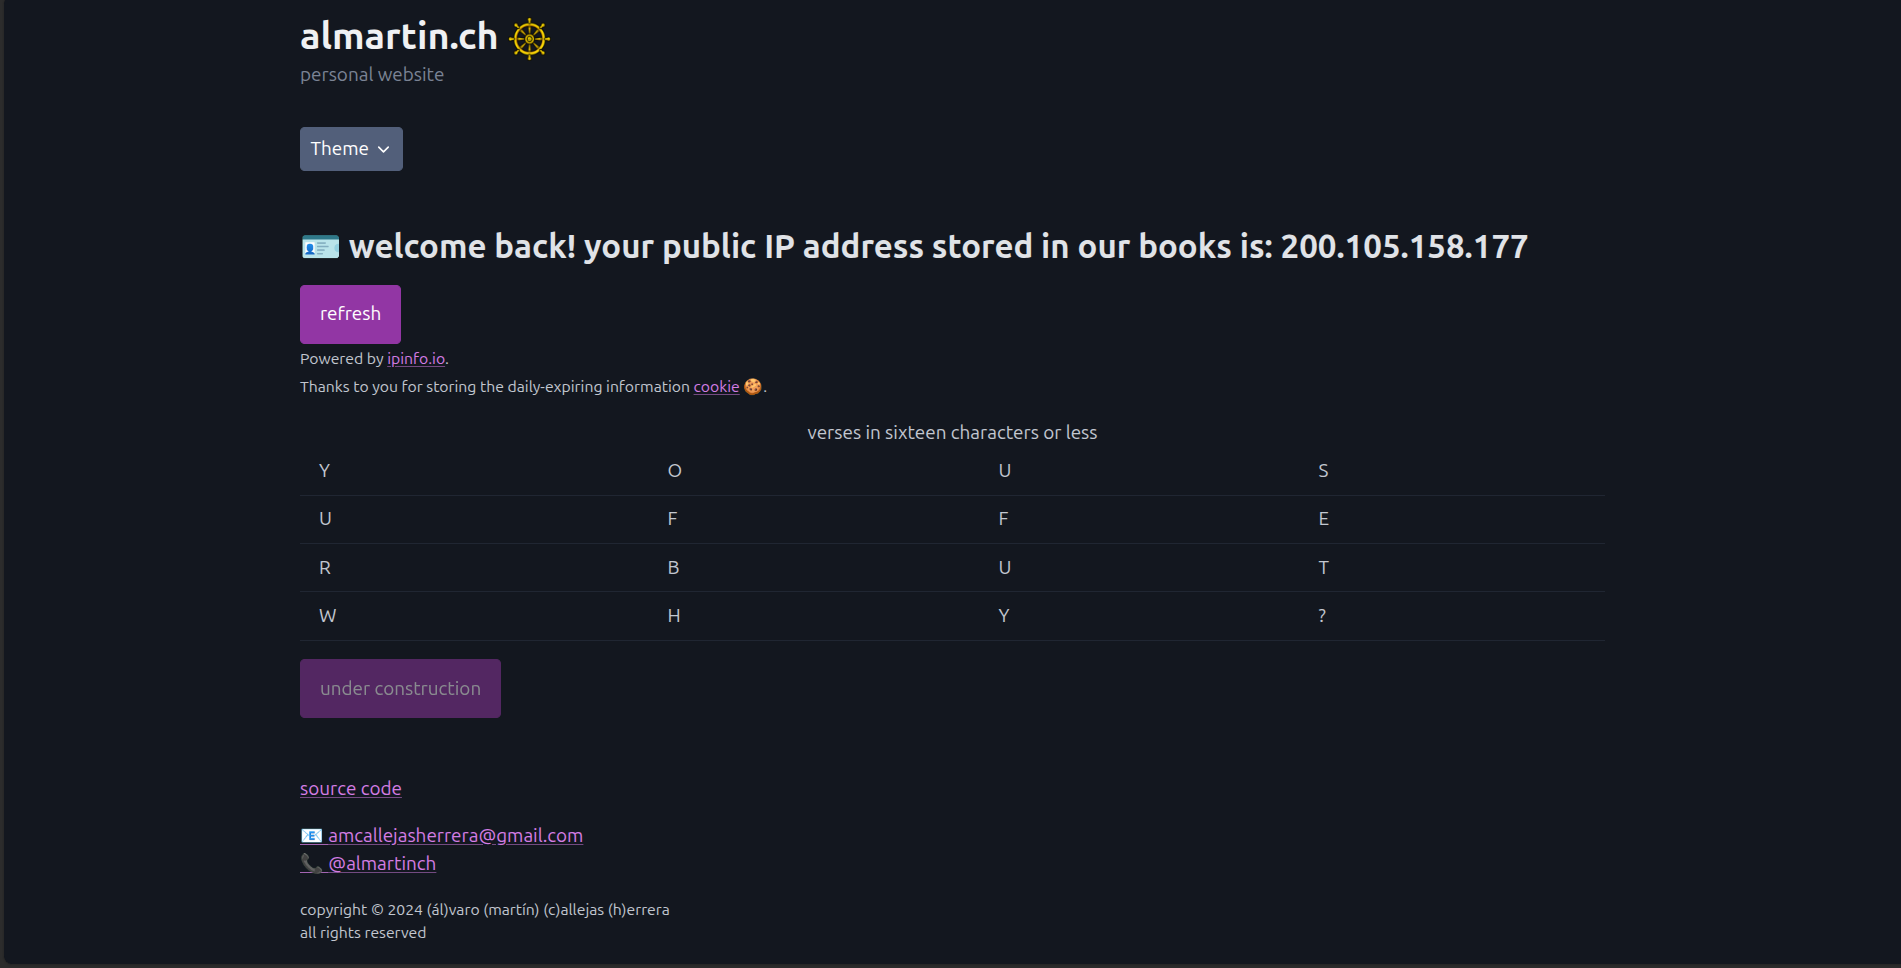 almartin.ch
personal website
Theme
welcome back! your public IP address stored in our books is: 200.105.158.177
refresh
Powered by ipinfo.io.
Thanks to you for storing the daily-expiring information cookie 🍪.
verses in sixteen characters or less
Y O U S
U F F E
R B U T
W H Y ?
under construction
source code
📧 amcallejasherrera@gmail.com
📞 @almartinch
copyright © 2024 (ál)varo (martín) (c)allejas (h)errera
all rights reserved